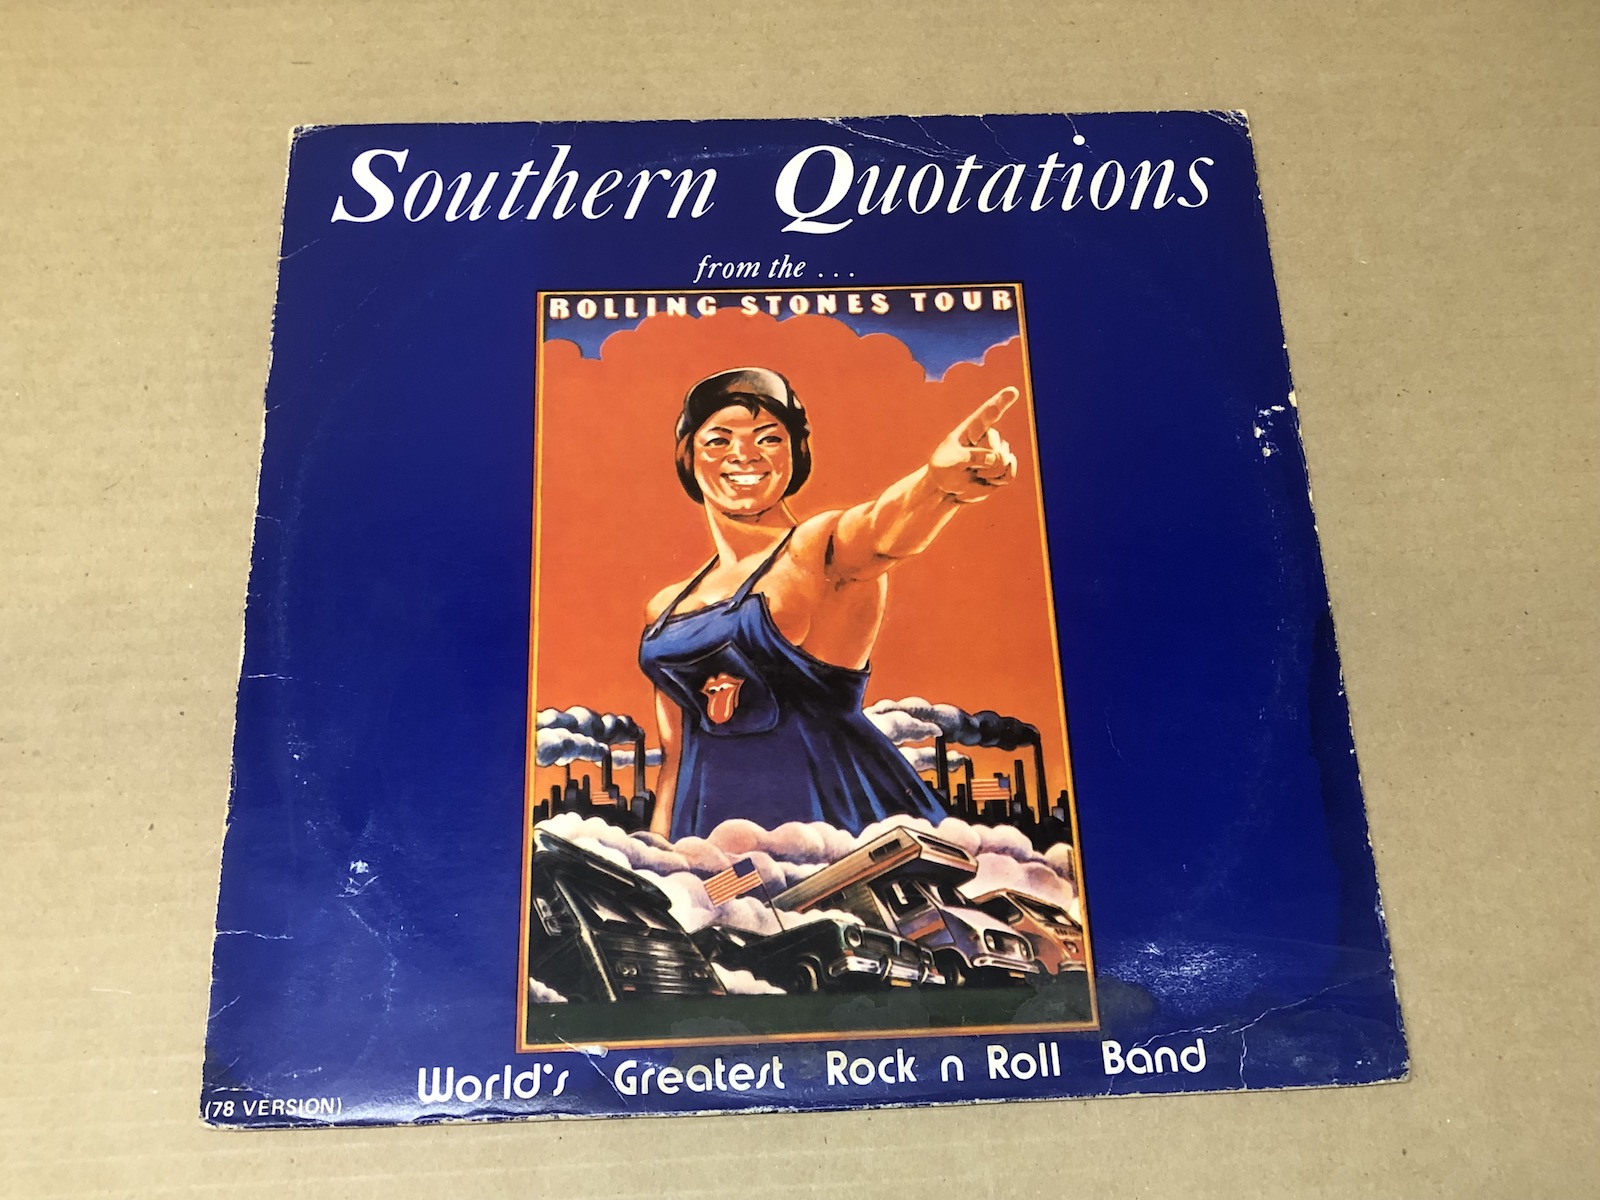 Southern Quotations
from the ...
ROLLING STONES TOUR
World's Greatest Rock n Roll Band
(78 VERSION)